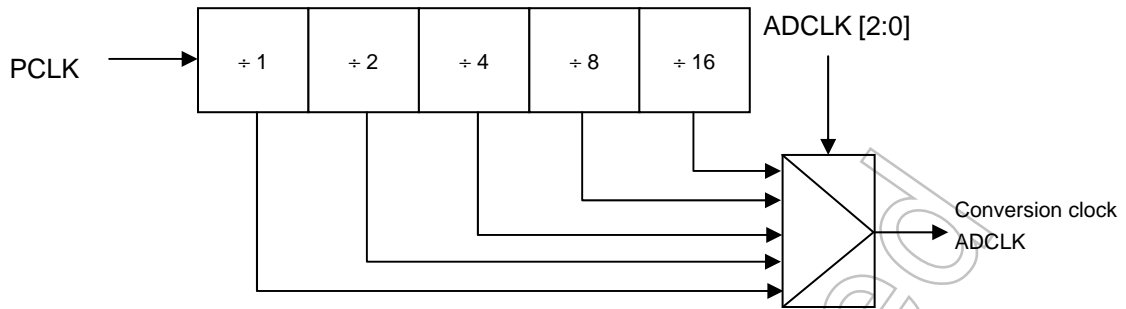 ADCLK [2:0]
PCLK
÷ 1
÷ 2
÷ 4
÷ 8
÷ 16
Conversion clock
ADCLK